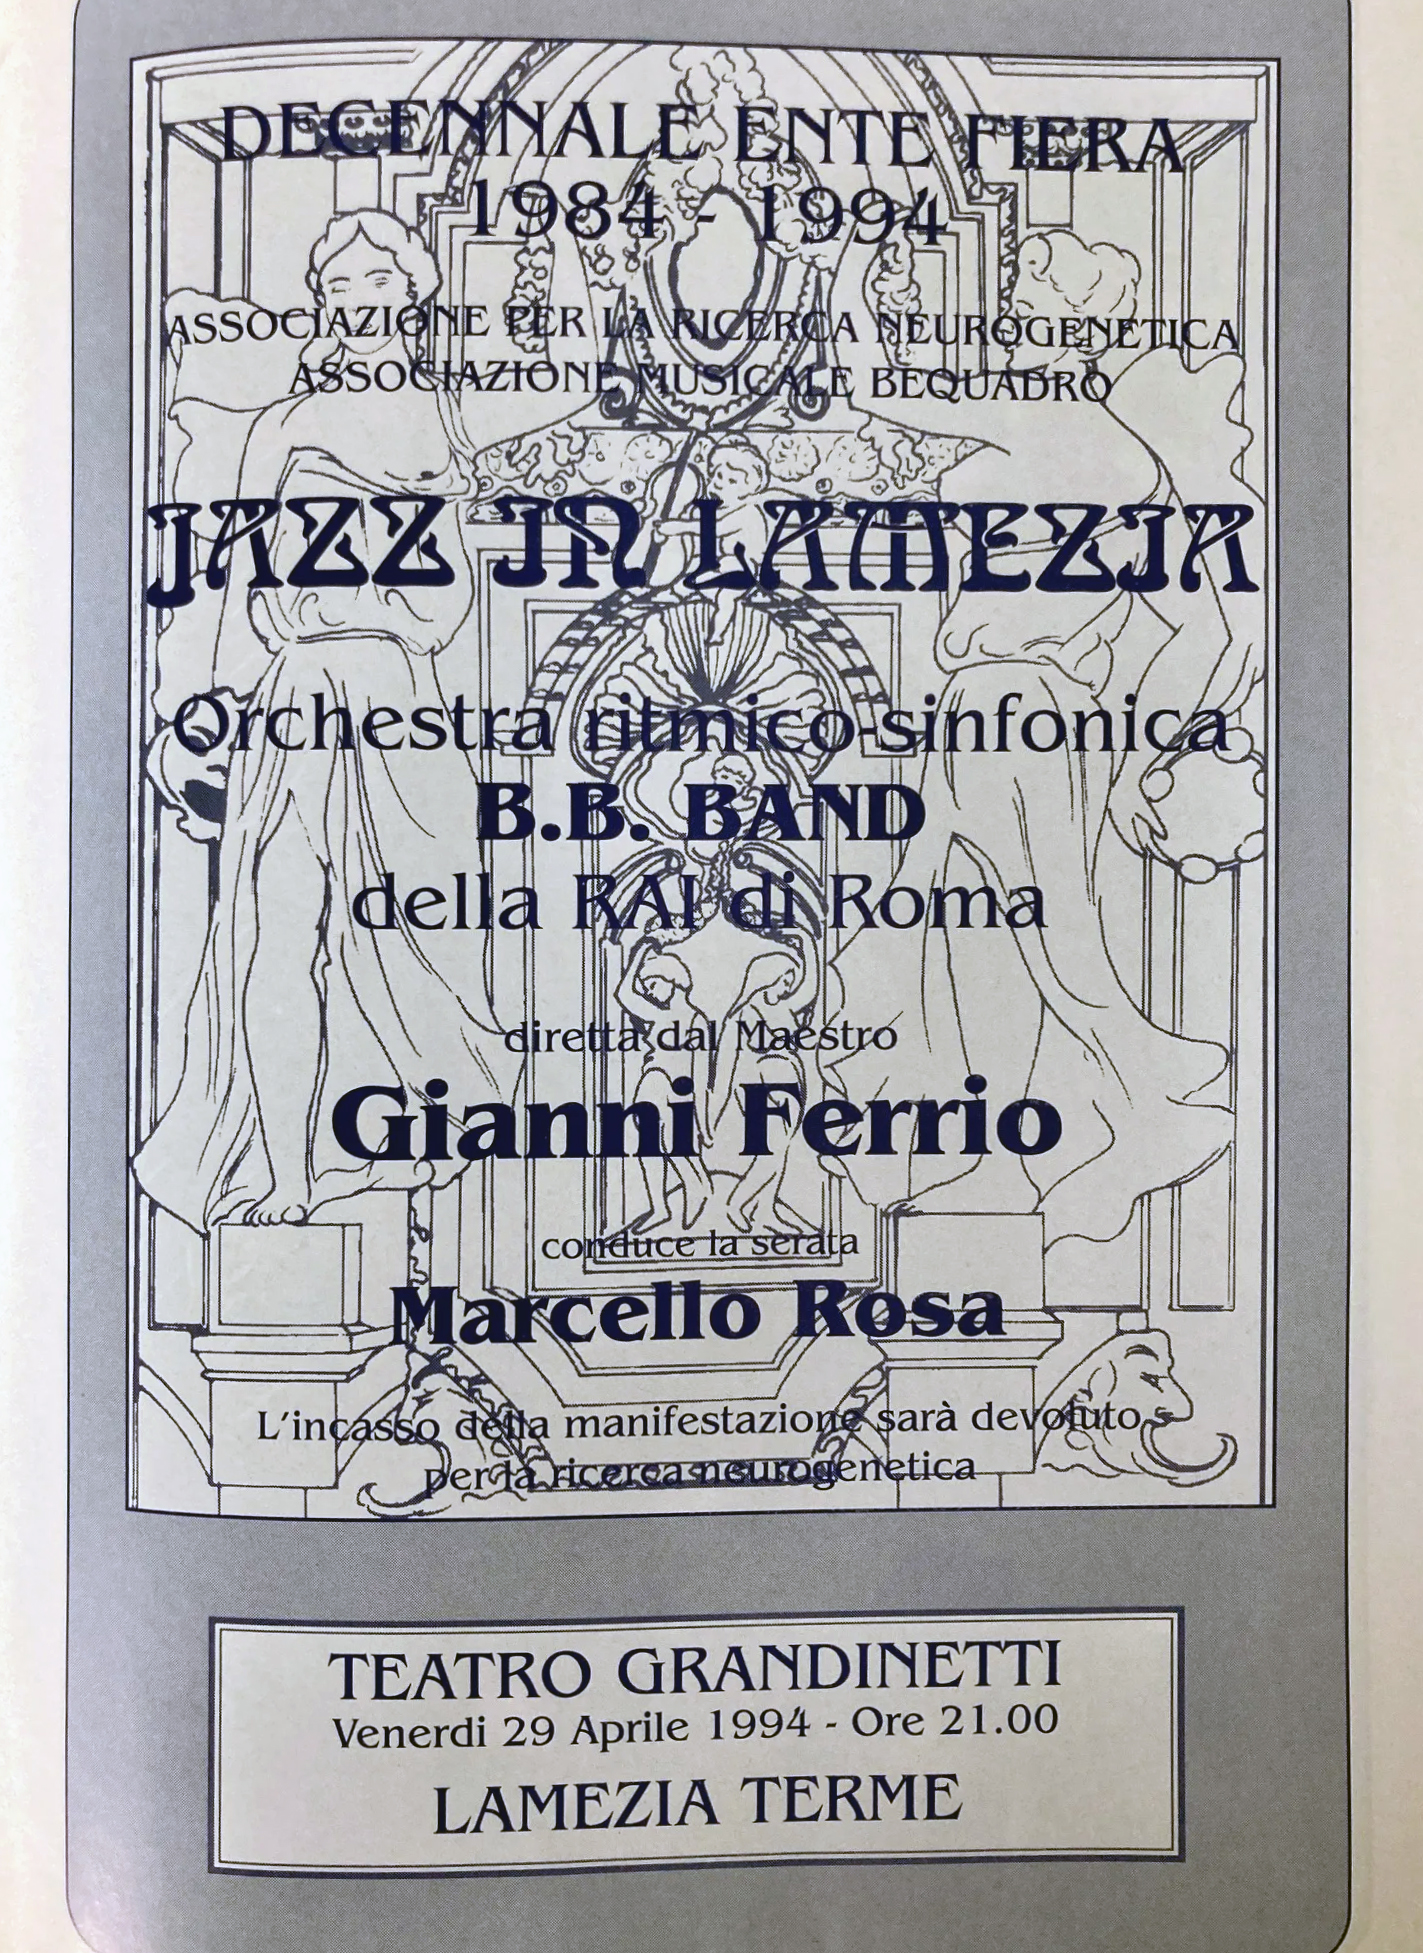 DECENNALE ENTE FIERA
1984 - 1994
ASSOCIAZIONE PER LA RICERCA NEUROGENETICA
ASSOCIAZIONE MUSICALE BEQUADRO
JAZZ IN LAMEZIA
Orchestra ritmico-sinfonica
B.B. BAND
della RAI di Roma
diretta dal Maestro
Gianni Ferrio
conduce la serata
Marcello Rosa
L'incasso della manifestazione sarà devoluto
per la ricerca neurogenetica
TEATRO GRANDINETTI
Venerdi 29 Aprile 1994 - Ore 21.00
LAMEZIA TERME